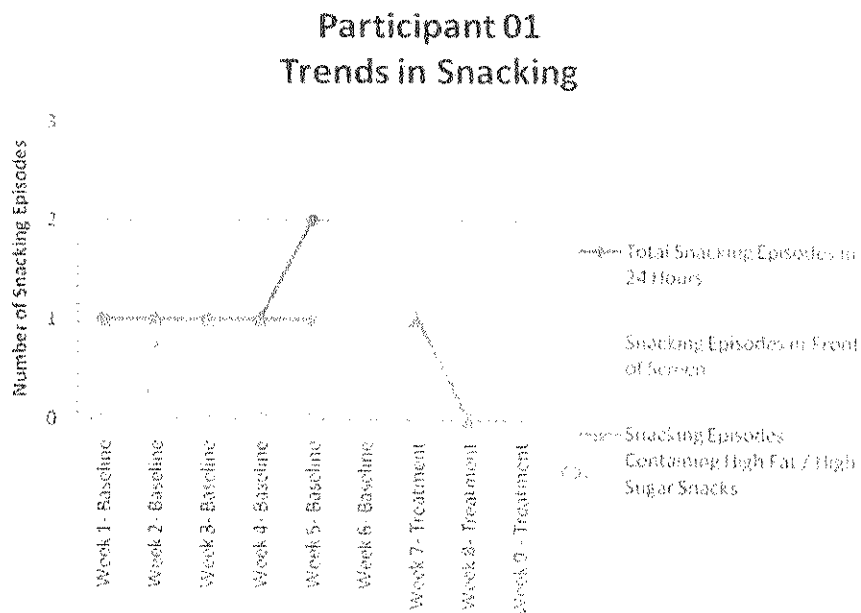 Participant 01
Trends in Snacking
Number of Snacking Episodes
3
2
1
0
Week 1 - Baseline
Week 2 - Baseline
Week 3 - Baseline
Week 4 - Baseline
Week 5 - Baseline
Week 6 - Baseline
Week 7 - Treatment
Week 8 - Treatment
Week 9 - Treatment
Total Snacking Episodes in
24 Hours
Snacking Episodes in Front
of Screen
Snacking Episodes
Containing High Fat / High
Sugar Snacks